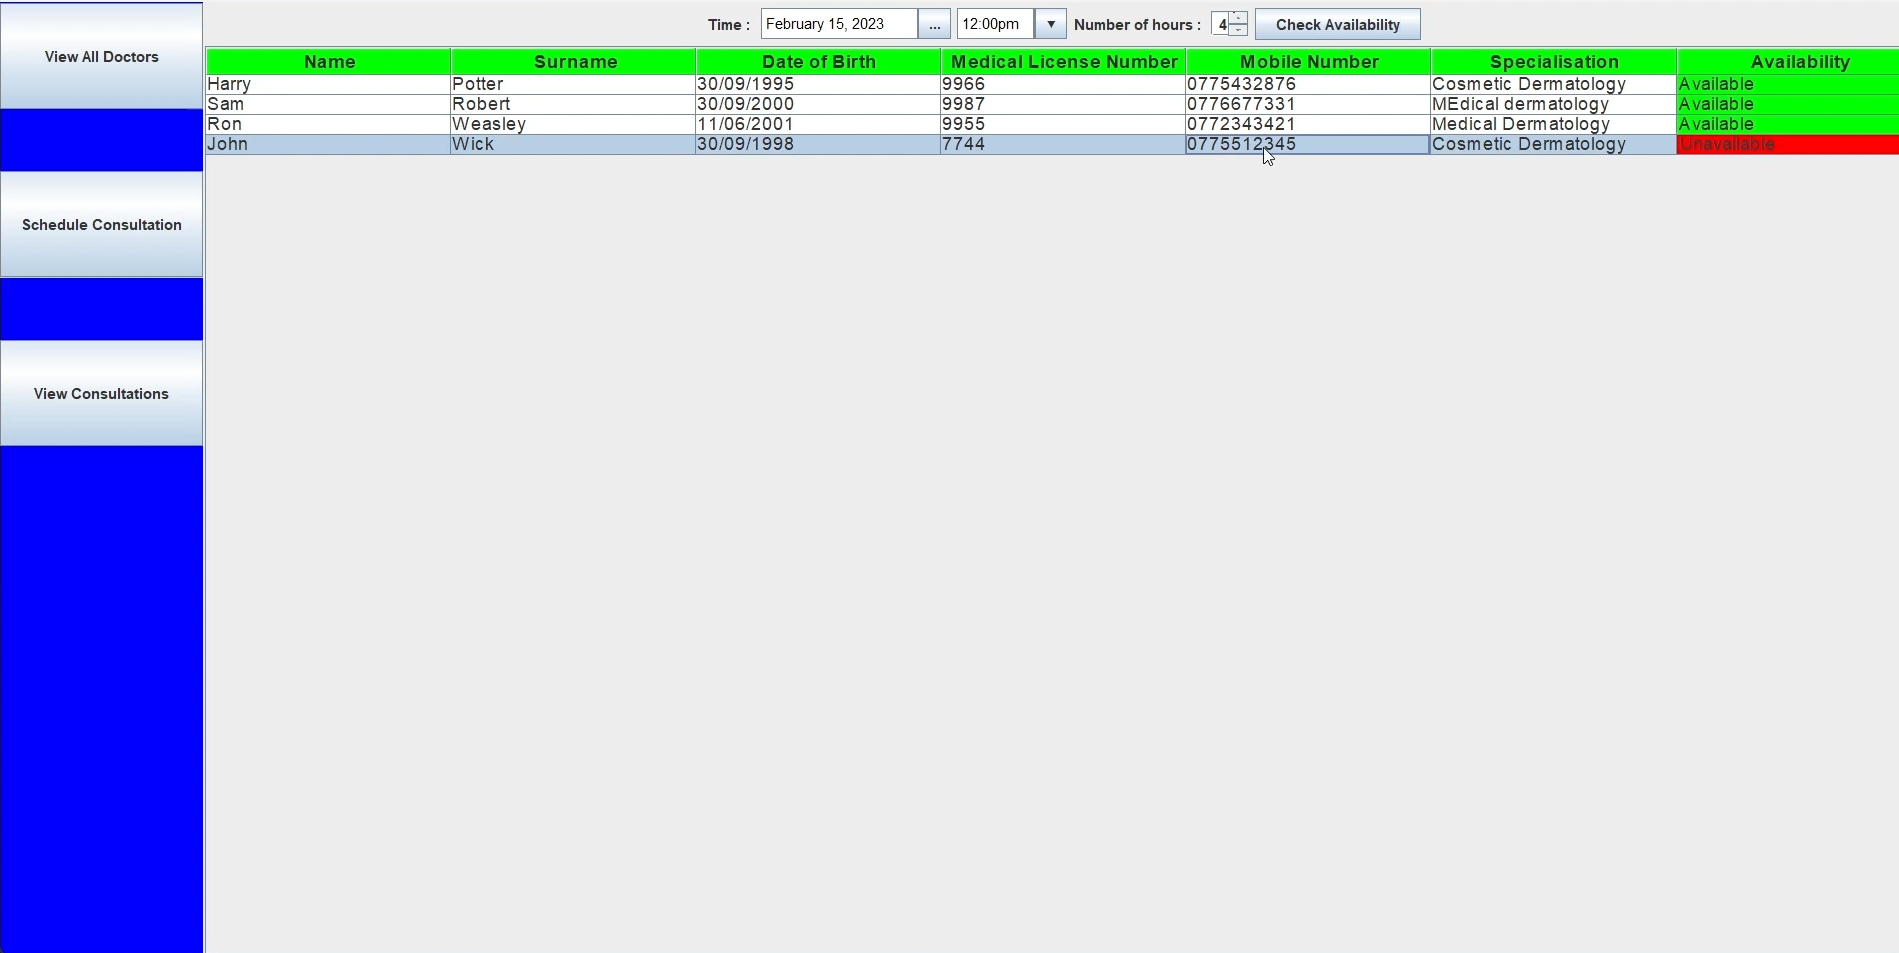 Time : February 15, 2023 ... 12:00pm ▼ Number of hours : 4 Check Availability
View All Doctors
Schedule Consultation
View Consultations
Name Surname Date of Birth Medical License Number Mobile Number Specialisation Availability
Harry Potter 30/09/1995 9966 0775432876 Cosmetic Dermatology Available
Sam Robert 30/09/2000 9987 0776677331 MEdical dermatology Available
Ron Weasley 11/06/2001 9955 0772343421 Medical Dermatology Available
John Wick 30/09/1998 7744 0775512345 Cosmetic Dermatology Unavailable